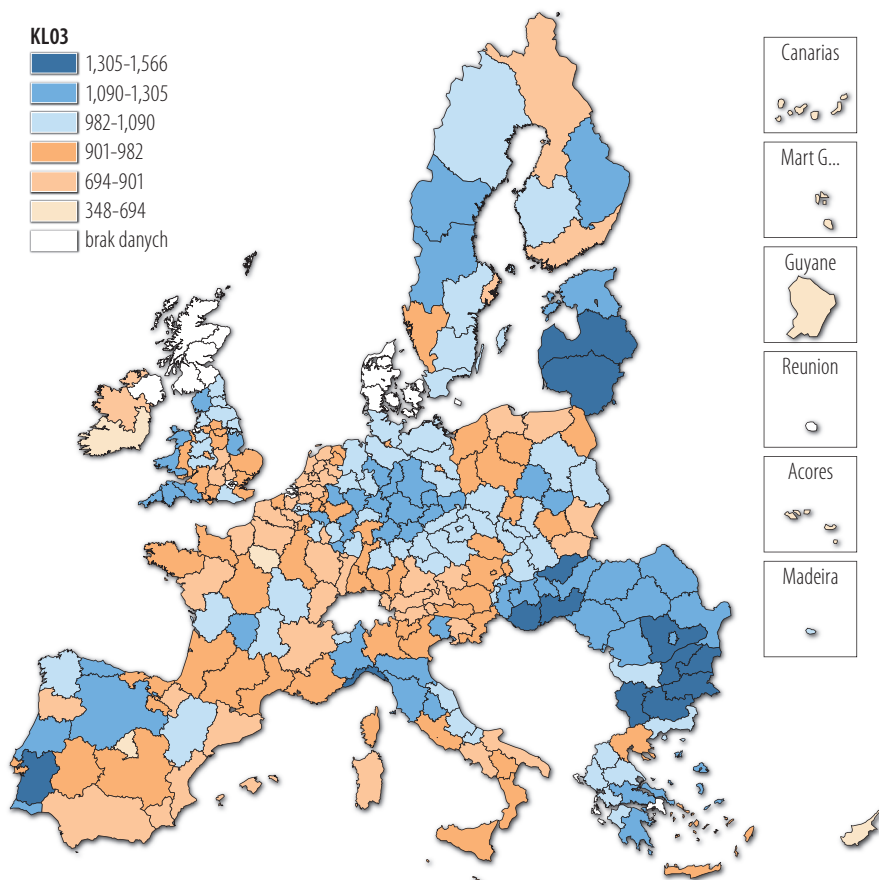 KL03
1,305-1,566
1,090-1,305
982-1,090
901-982
694-901
348-694
brak danych
Canarias
Mart G...
Guyane
Reunion
Acores
Madeira